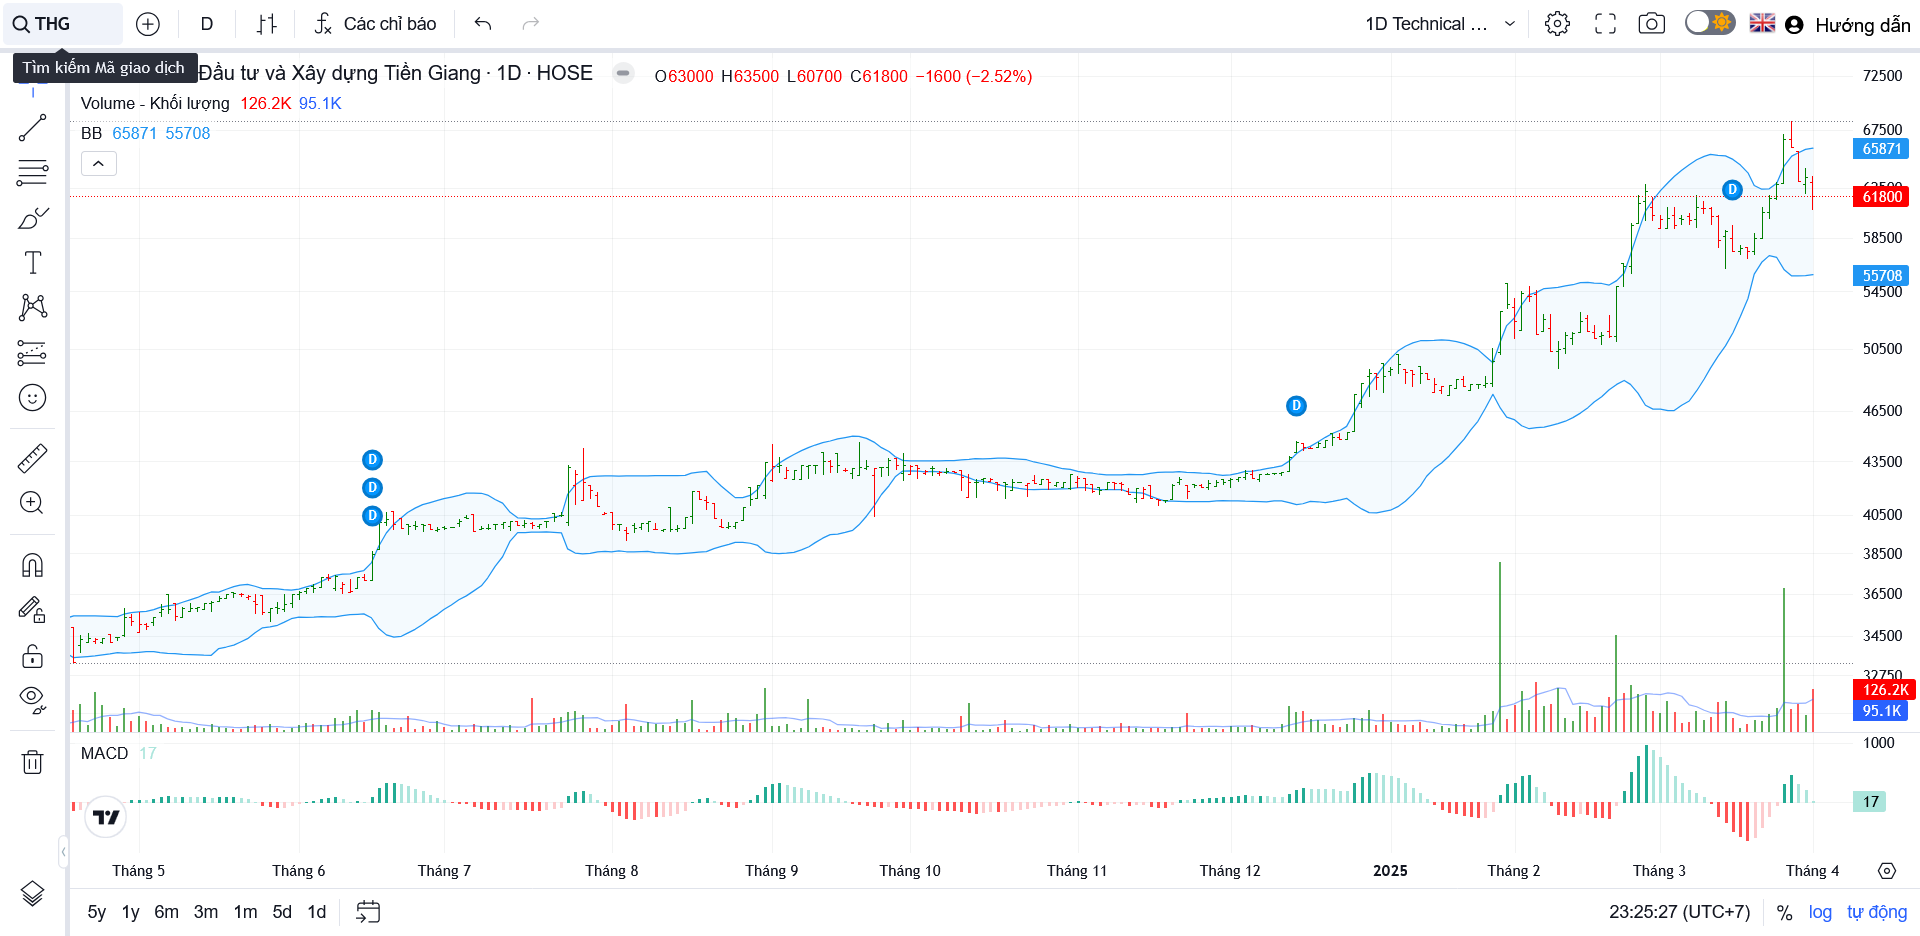 THG
D
Các chỉ báo
1D Technical ...
Hướng dẫn
Tìm kiếm Mã giao dịch
Đầu tư và Xây dựng Tiền Giang · 1D · HOSE
O63000 H63500 L60700 C61800 −1600 (−2.52%)
Volume - Khối lượng 126.2K 95.1K
BB 65871 55708
72500
67500
65871
61800
58500
55708
54500
50500
46500
43500
40500
38500
36500
34500
32750
126.2K
95.1K
D
D
D
D
D
MACD 17
1000
17
Tháng 5 Tháng 6 Tháng 7 Tháng 8 Tháng 9 Tháng 10 Tháng 11 Tháng 12 2025 Tháng 2 Tháng 3 Tháng 4
5y 1y 6m 3m 1m 5d 1d
23:25:27 (UTC+7) % log tự động